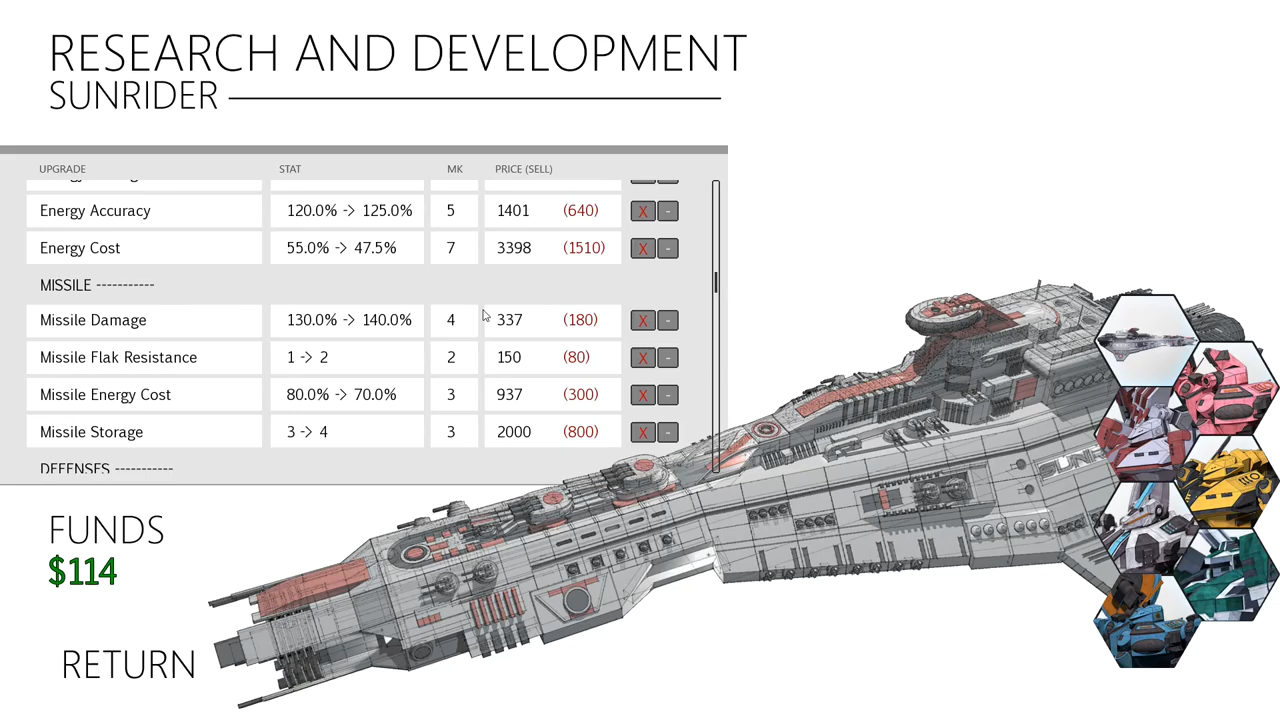 RESEARCH AND DEVELOPMENT
SUNRIDER
UPGRADE STAT MK PRICE (SELL)
Energy Accuracy 120.0% -> 125.0% 5 1401 (640) X -
Energy Cost 55.0% -> 47.5% 7 3398 (1510) X -
MISSILE -----------
Missile Damage 130.0% -> 140.0% 4 337 (180) X -
Missile Flak Resistance 1 -> 2 2 150 (80) X -
Missile Energy Cost 80.0% -> 70.0% 3 937 (300) X -
Missile Storage 3 -> 4 3 2000 (800) X -
DEFENSES -----------
SUN
FUNDS
$114
RETURN